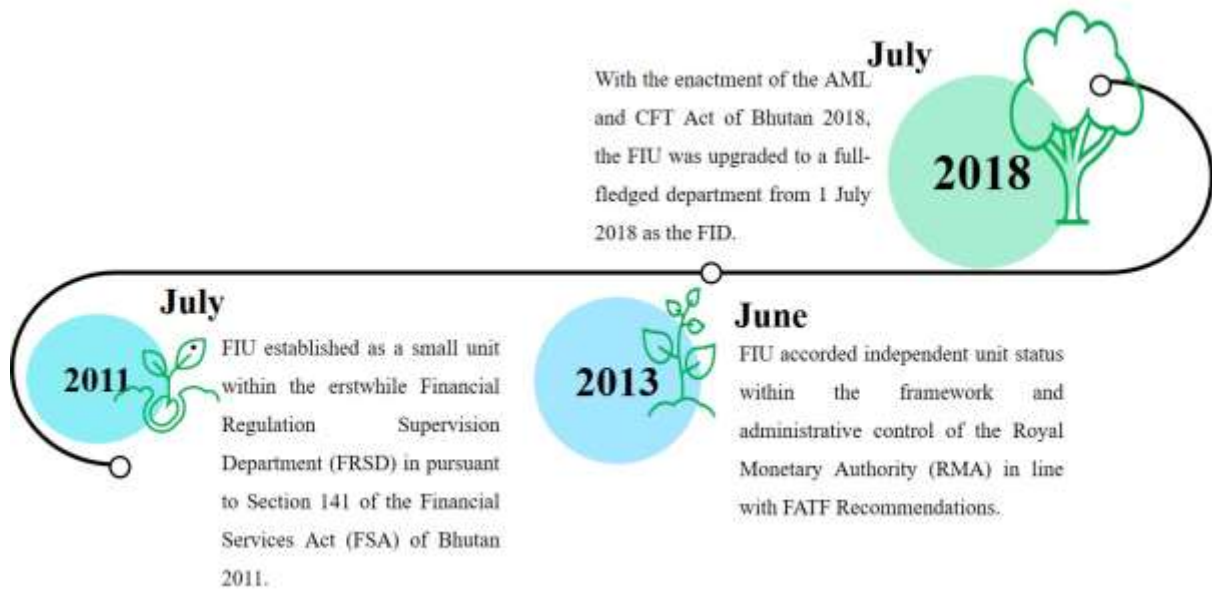 July
2011
FIU established as a small unit
within the erstwhile Financial
Regulation Supervision
Department (FRSD) in pursuant
to Section 141 of the Financial
Services Act (FSA) of Bhutan
2011.
June
2013
FIU accorded independent unit status
within the framework and
administrative control of the Royal
Monetary Authority (RMA) in line
with FATF Recommendations.
July
2018
With the enactment of the AML
and CFT Act of Bhutan 2018,
the FIU was upgraded to a full-
fledged department from 1 July
2018 as the FID.